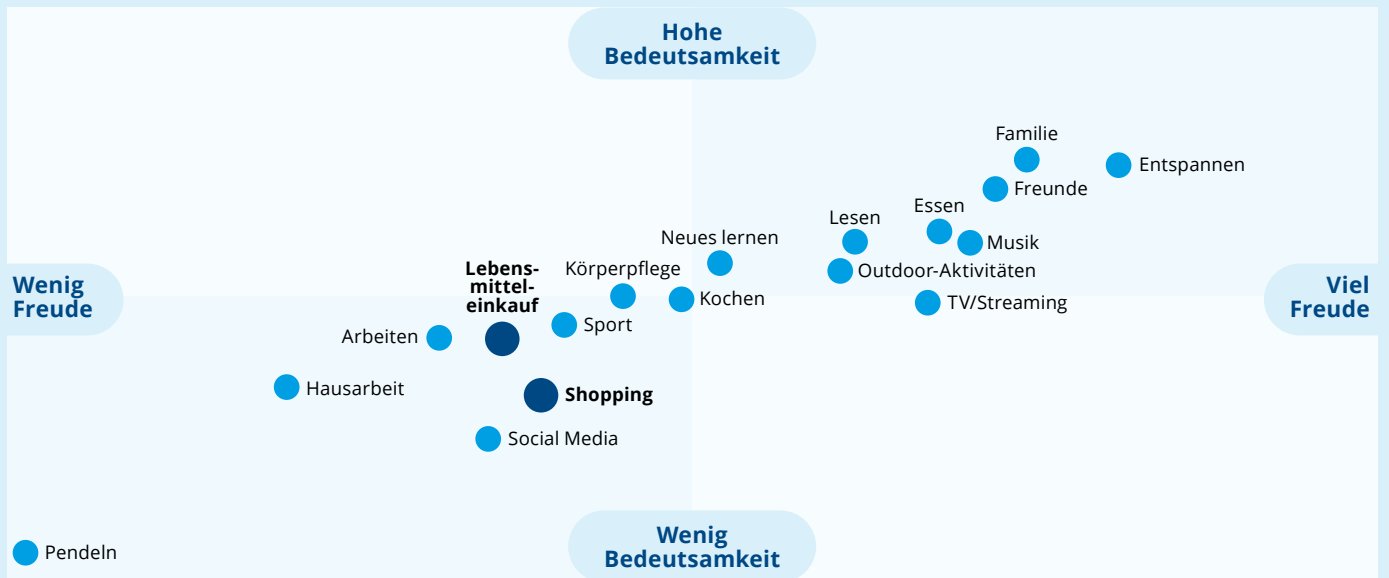 Hohe
Bedeutsamkeit
Familie
Entspannen
Freunde
Essen
Lesen
Neues lernen
Musik
Outdoor-Aktivitäten
Lebens-
mittel-
einkauf
Körperpflege
Wenig
Freude
Viel
Freude
Kochen
TV/Streaming
Sport
Arbeiten
Hausarbeit
Shopping
Social Media
Wenig
Bedeutsamkeit
Pendeln